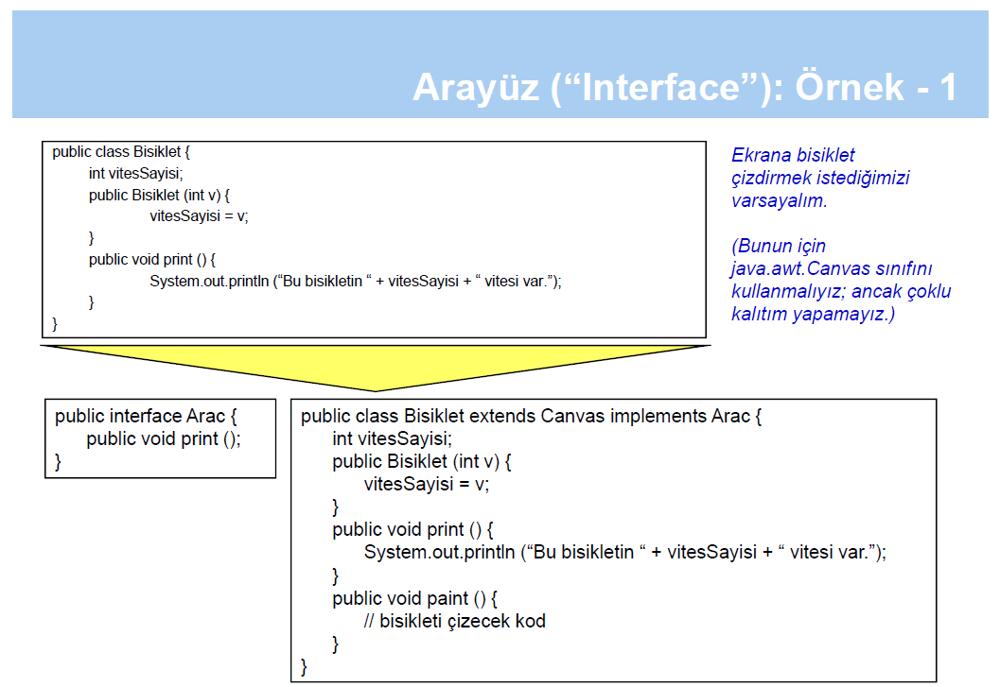 Arayüz (“Interface”): Örnek - 1
public class Bisiklet {
int vitesSayisi;
public Bisiklet (int v) {
vitesSayisi = v;
}
public void print () {
System.out.println (“Bu bisikletin “ + vitesSayisi + “ vitesi var.”);
}
}
Ekrana bisiklet
çizdirmek istediğimizi
varsayalım.
(Bunun için
java.awt.Canvas sınıfını
kullanmalıyız; ancak çoklu
kalıtım yapamayız.)
public interface Arac {
public void print ();
}
public class Bisiklet extends Canvas implements Arac {
int vitesSayisi;
public Bisiklet (int v) {
vitesSayisi = v;
}
public void print () {
System.out.println (“Bu bisikletin “ + vitesSayisi + “ vitesi var.”);
}
public void paint () {
// bisikleti çizecek kod
}
}